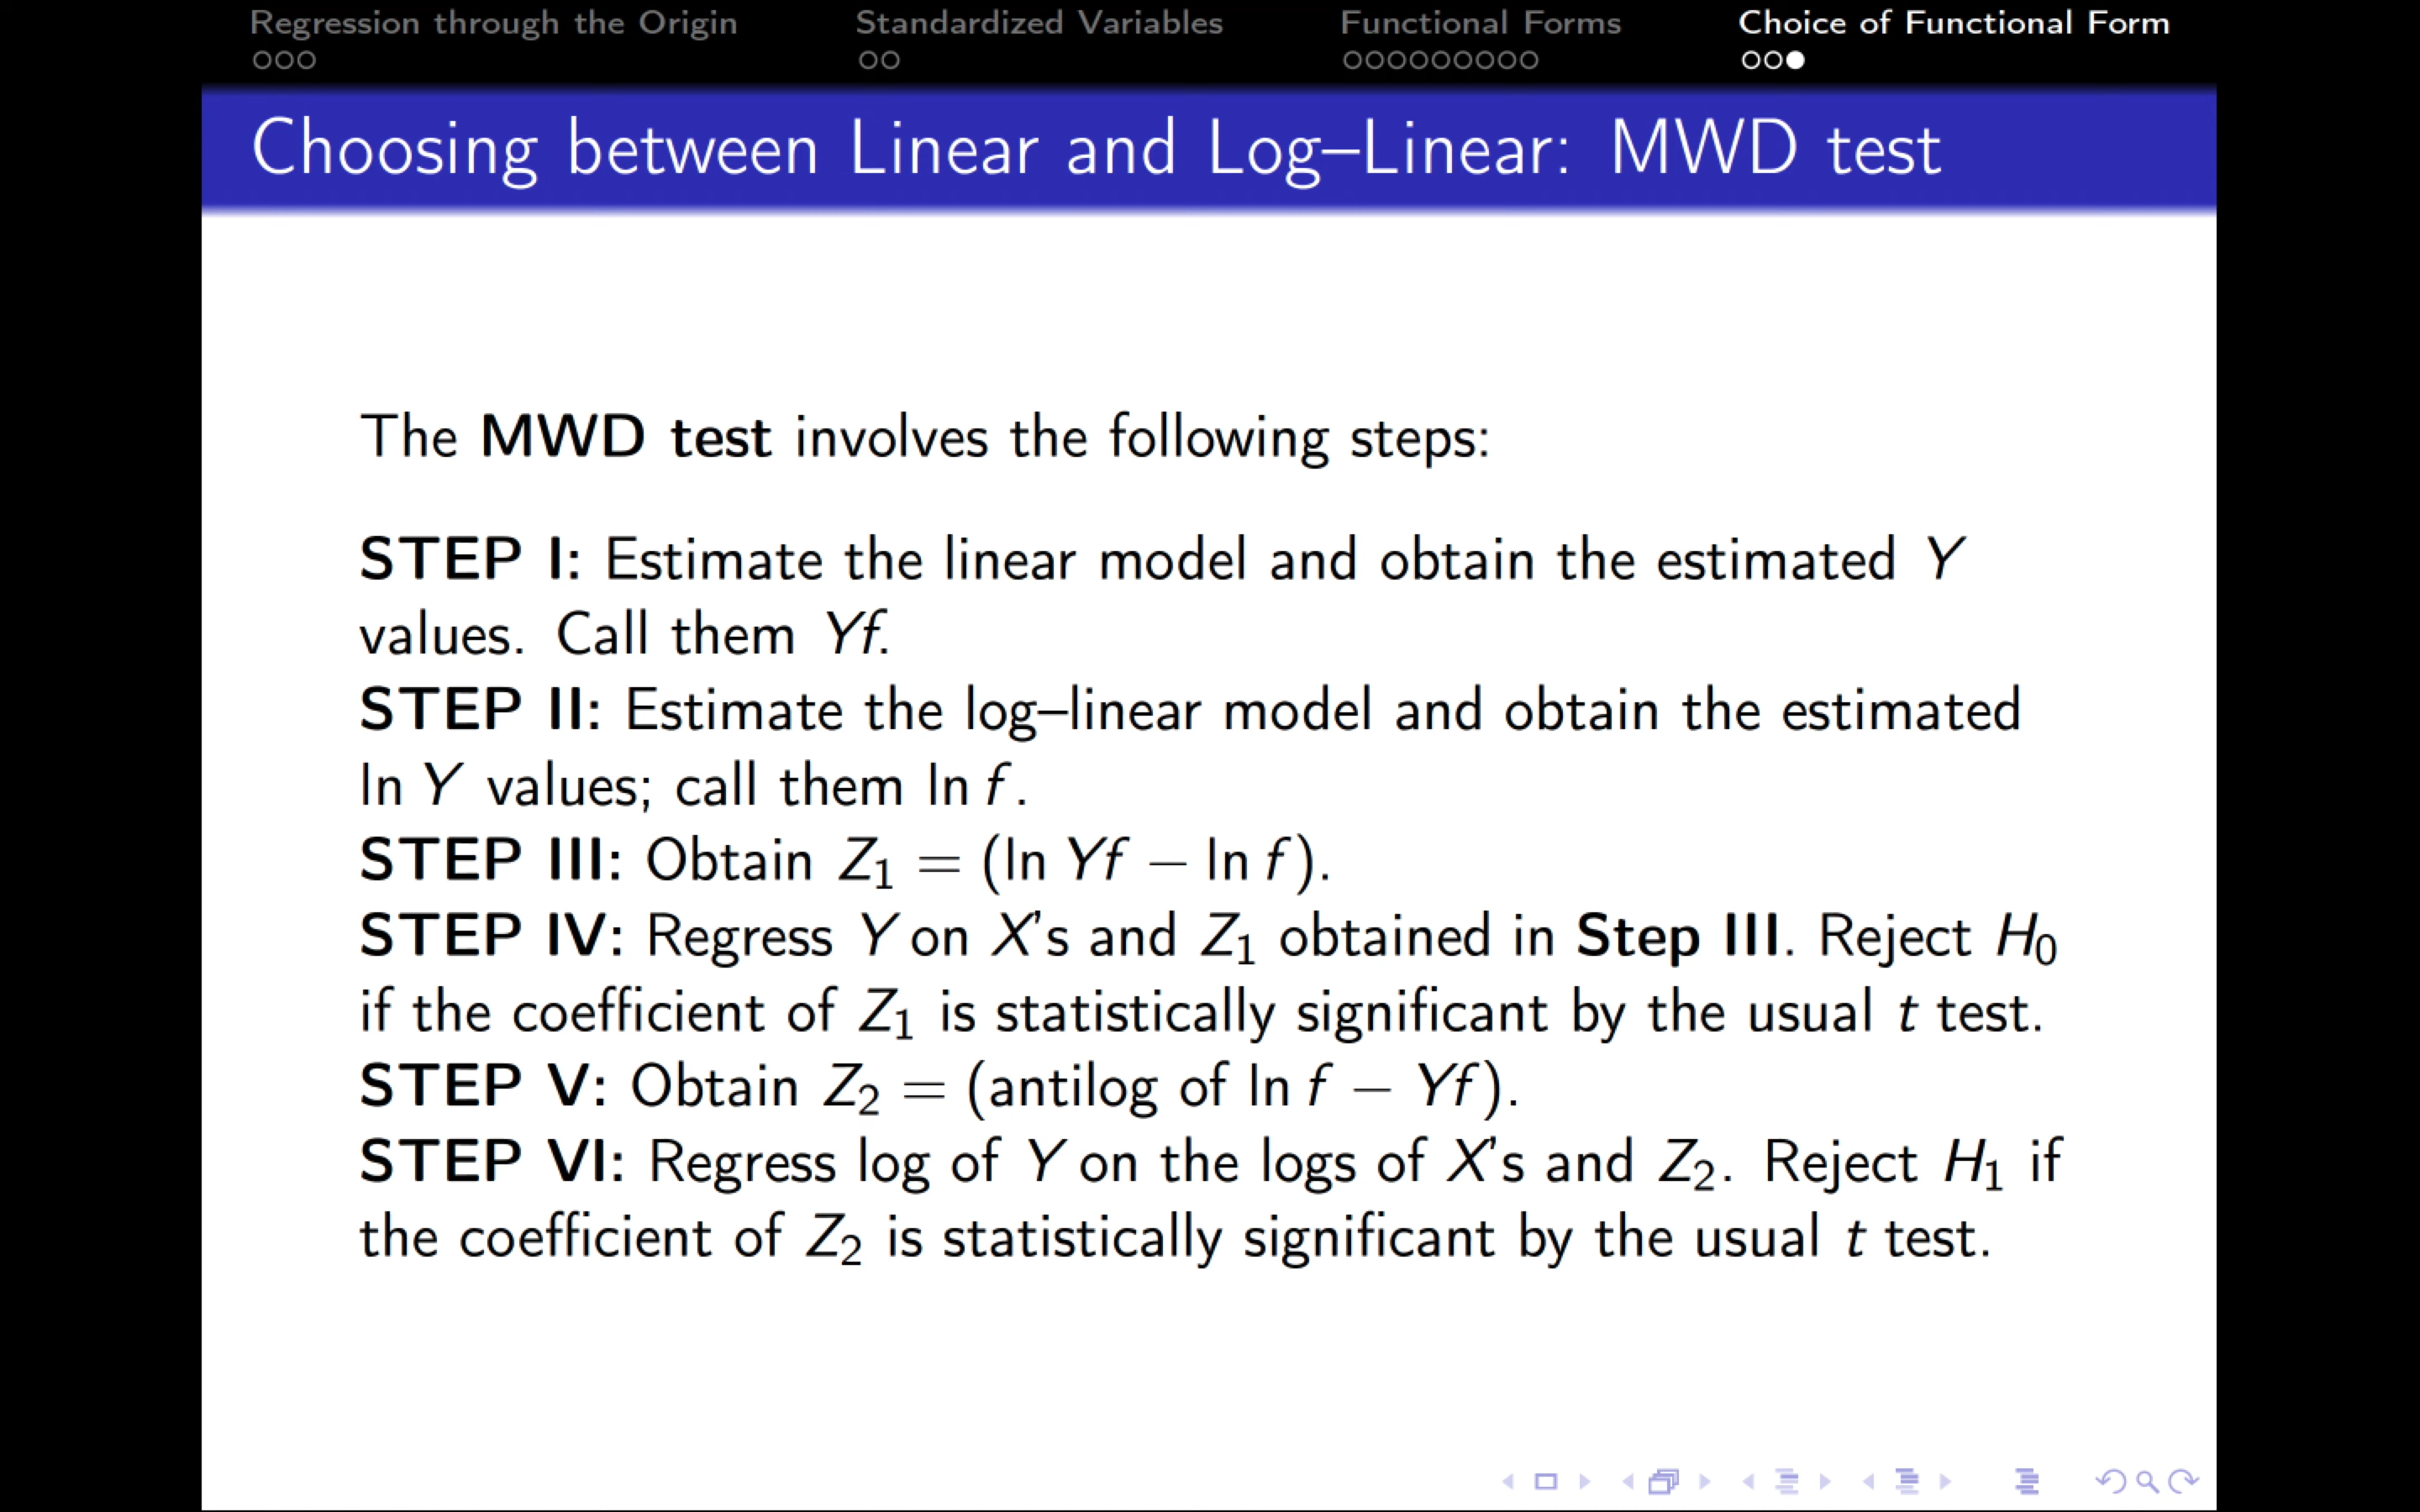 Regression through the Origin Standardized Variables Functional Forms Choice of Functional Form
Choosing between Linear and Log–Linear: MWD test
The MWD test involves the following steps:
STEP I: Estimate the linear model and obtain the estimated Y
values. Call them Yf.
STEP II: Estimate the log–linear model and obtain the estimated
ln Y values; call them ln f.
STEP III: Obtain Z₁ = (ln Yf − ln f).
STEP IV: Regress Y on X's and Z₁ obtained in Step III. Reject H₀
if the coefficient of Z₁ is statistically significant by the usual t test.
STEP V: Obtain Z₂ = (antilog of ln f − Yf).
STEP VI: Regress log of Y on the logs of X's and Z₂. Reject H₁ if
the coefficient of Z₂ is statistically significant by the usual t test.